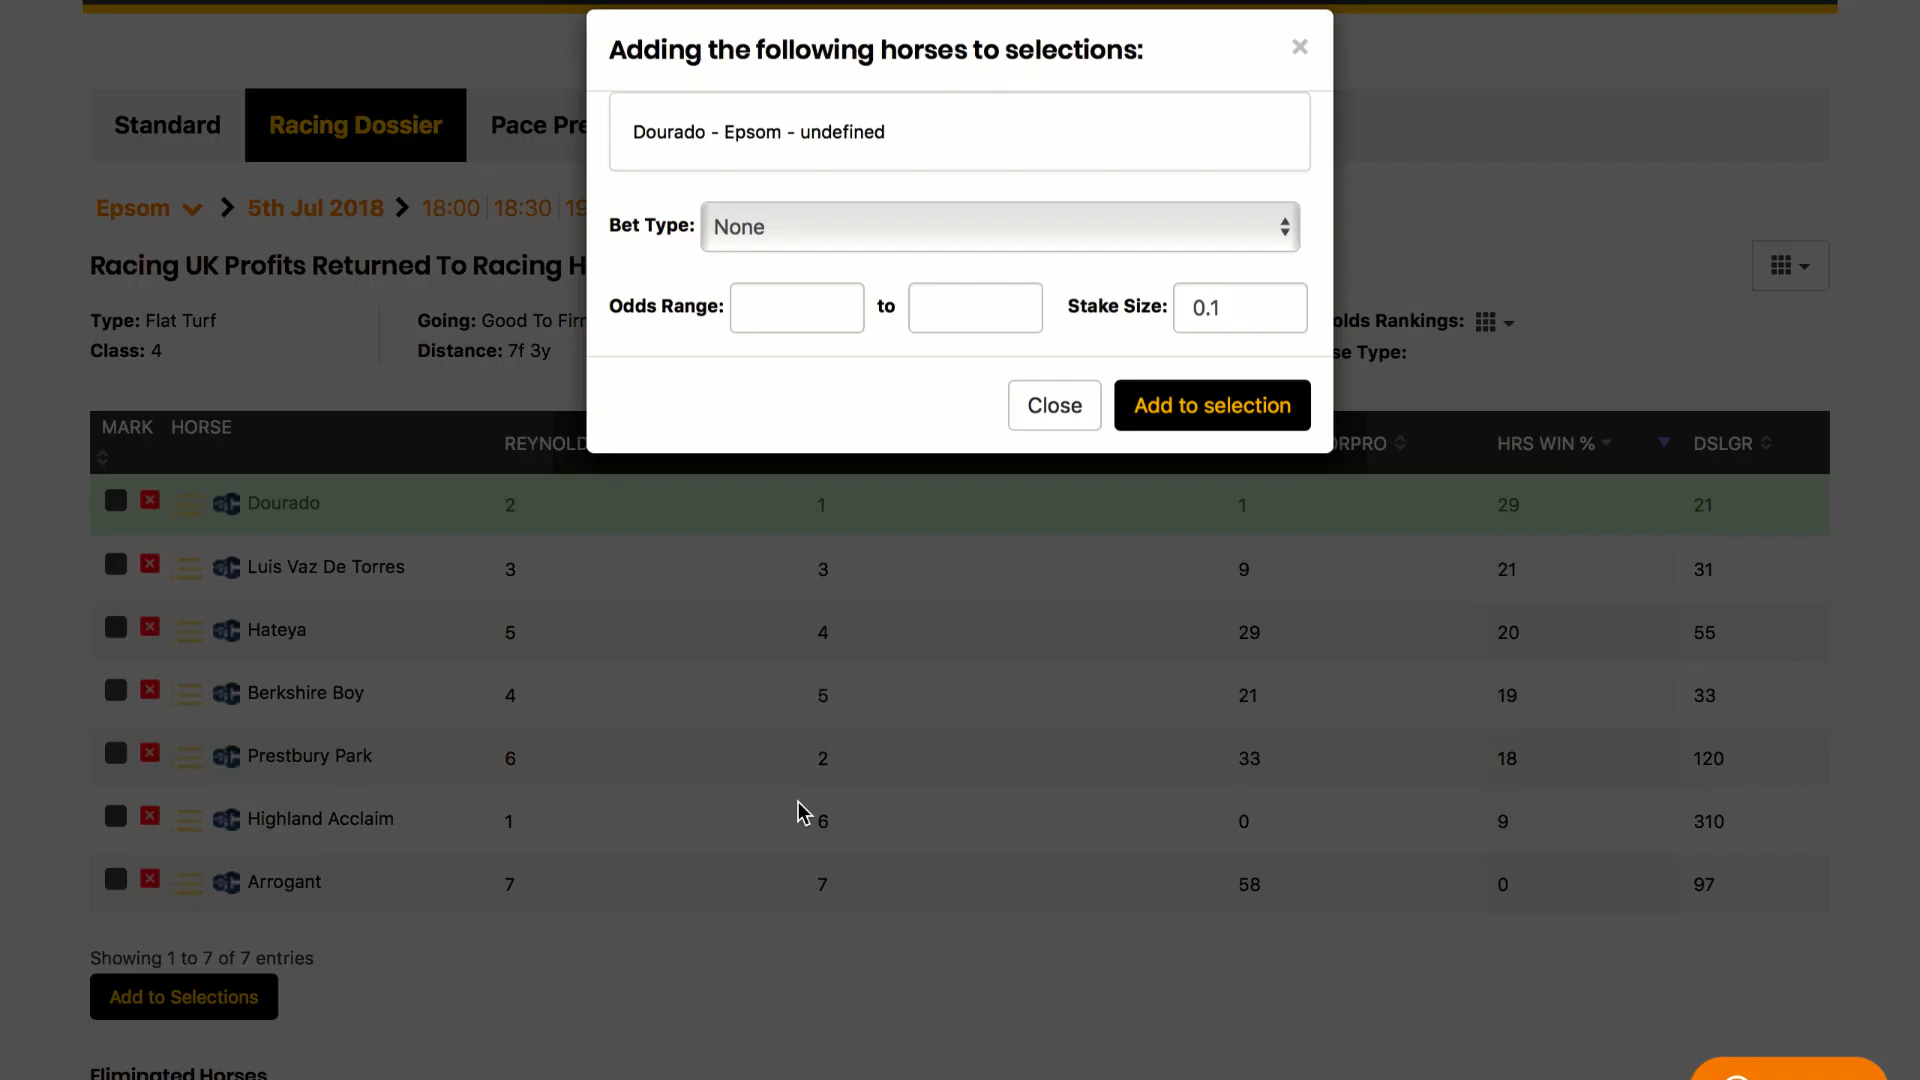 Adding the following horses to selections:
×
Dourado - Epsom - undefined
Bet Type: None
Odds Range: to Stake Size: 0.1
Close Add to selection
Standard Racing Dossier Pace Pre
Epsom 5th Jul 2018 18:00 18:30 19
Racing UK Profits Returned To Racing H
Type: Flat Turf Going: Good To Firm olds Rankings:
Class: 4 Distance: 7f 3y se Type:
MARK HORSE REYNOLD ORPRO HRS WIN % DSLGR
Dourado 2 1 1 29 21
Luis Vaz De Torres 3 3 9 21 31
Hateya 5 4 29 20 55
Berkshire Boy 4 5 21 19 33
Prestbury Park 6 2 33 18 120
Highland Acclaim 1 6 0 9 310
Arrogant 7 7 58 0 97
Showing 1 to 7 of 7 entries
Add to Selections
Eliminated Horses